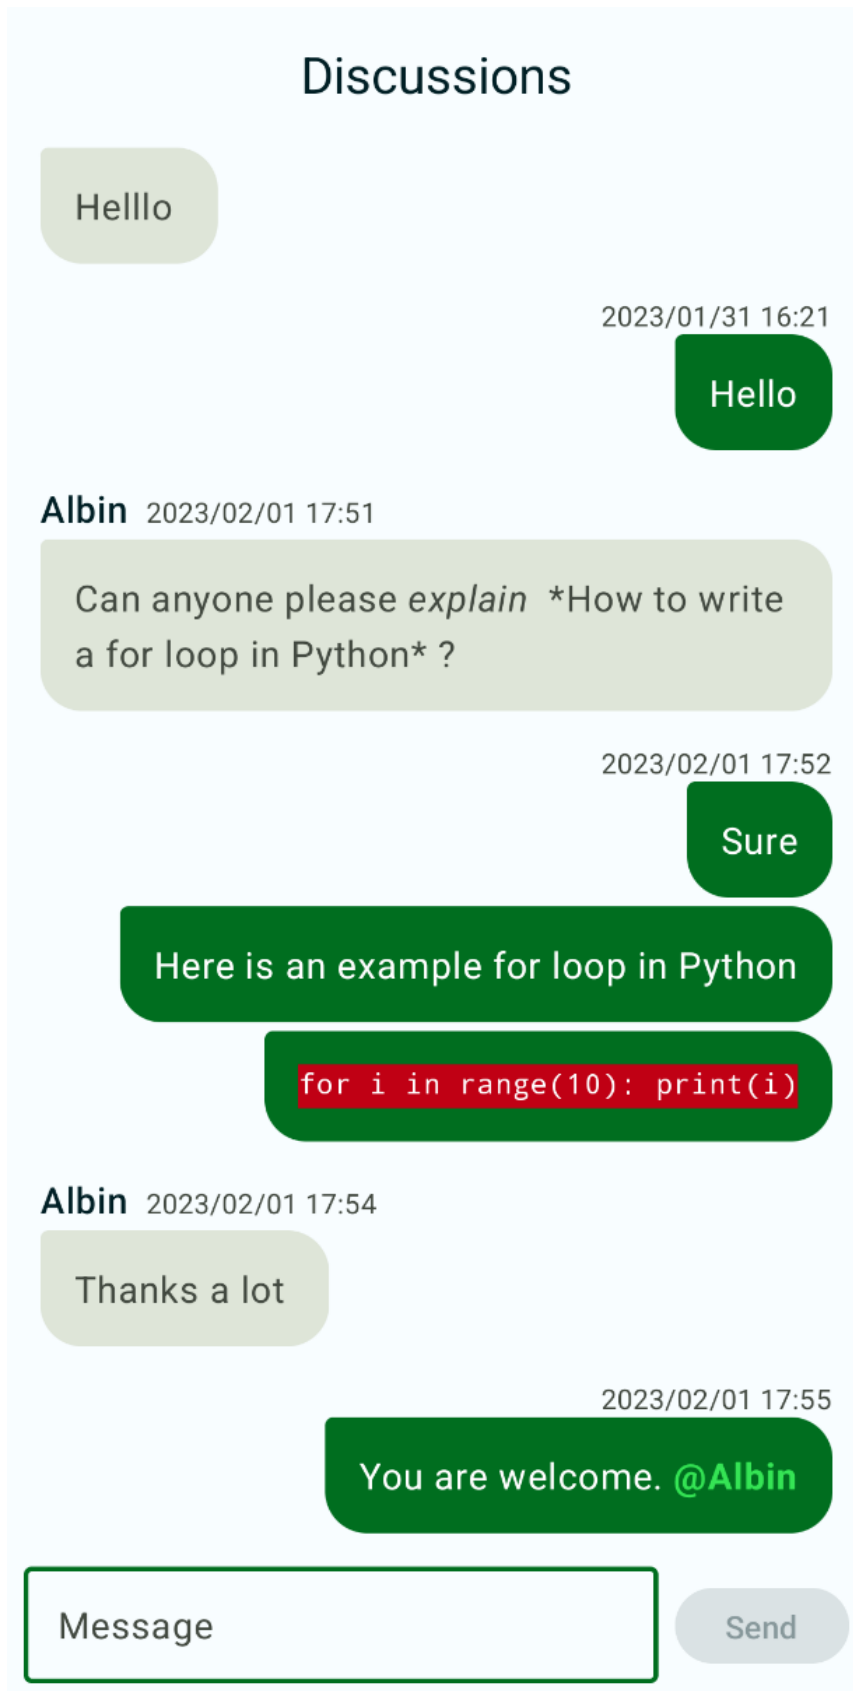 Discussions
Helllo
2023/01/31 16:21
Hello
Albin 2023/02/01 17:51
Can anyone please explain *How to write
a for loop in Python* ?
2023/02/01 17:52
Sure
Here is an example for loop in Python
for i in range(10): print(i)
Albin 2023/02/01 17:54
Thanks a lot
2023/02/01 17:55
You are welcome. @Albin
Message
Send